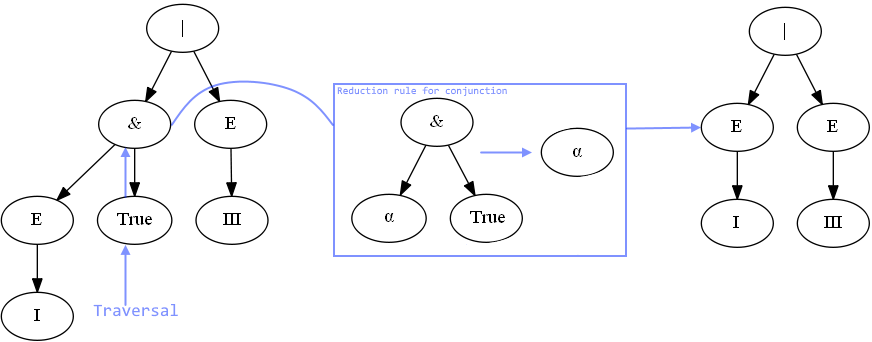 |
&
E
E
True
III
I
Traversal
Reduction rule for conjunction
&
α
True
α
|
E
E
I
III